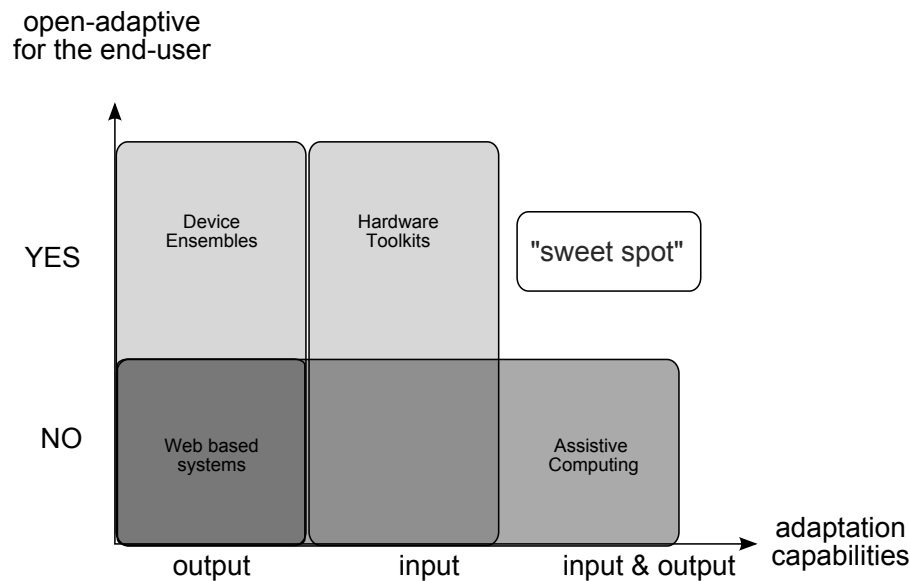 open-adaptive
for the end-user
Device
Ensembles
Hardware
Toolkits
"sweet spot"
YES
NO
Web based
systems
Assistive
Computing
output
input
input & output
adaptation
capabilities